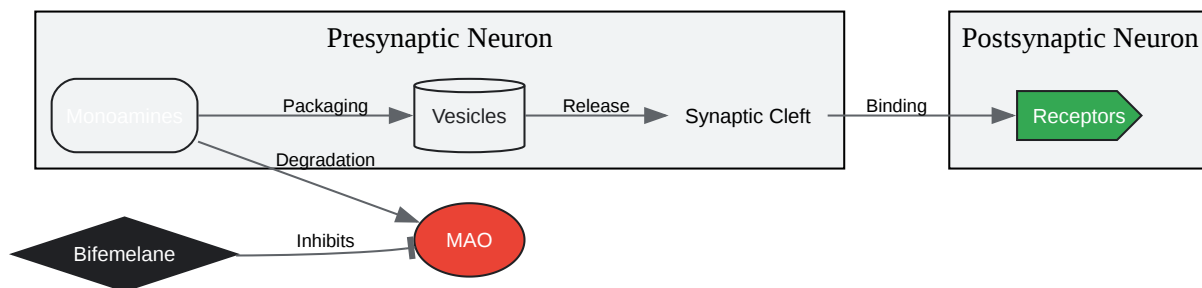 Presynaptic Neuron
Postsynaptic Neuron
Monoamines
Packaging
Vesicles
Release
Synaptic Cleft
Binding
Receptors
Degradation
Bifemelane
Inhibits
MAO